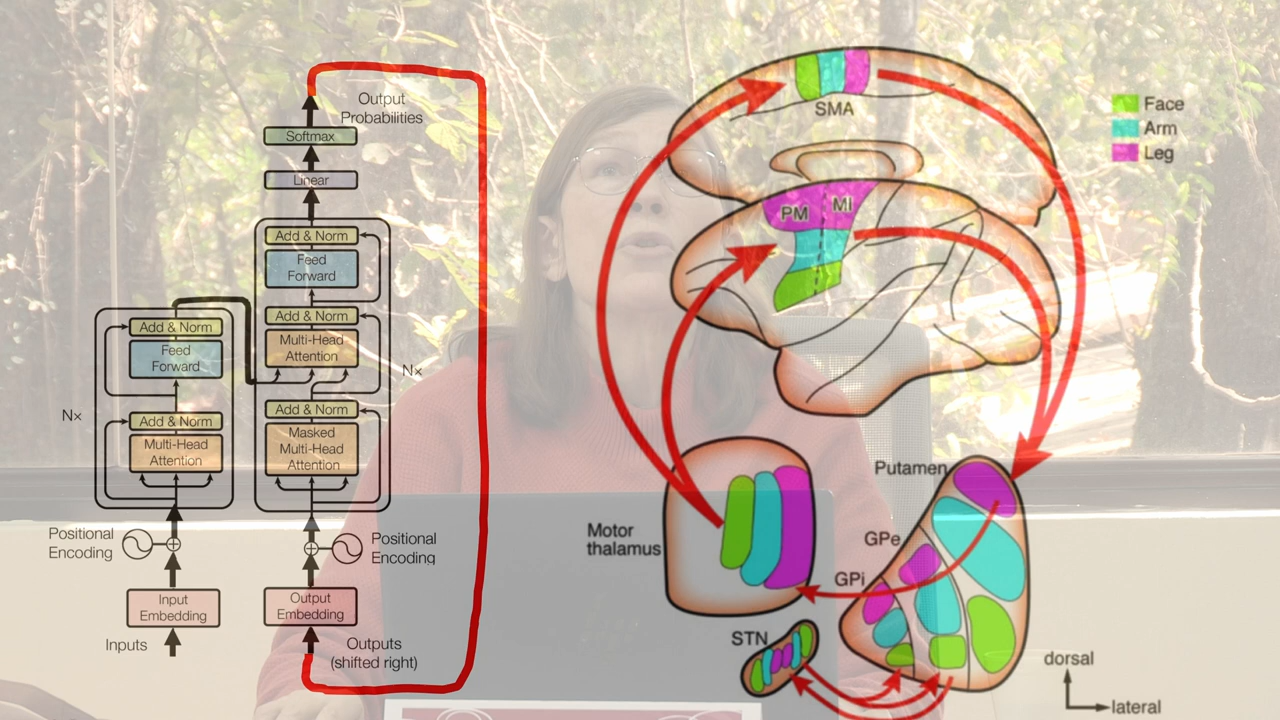 Output
Probabilities
Softmax
Linear
Add & Norm
Feed
Forward
Add & Norm
Multi-Head
Attention
Nx
Add & Norm
Masked
Multi-Head
Attention
Add & Norm
Feed
Forward
Nx
Add & Norm
Multi-Head
Attention
Positional
Encoding
Positional
Encoding
Input
Embedding
Output
Embedding
Inputs
Outputs
(shifted right)
SMA
Face
Arm
Leg
PM
MI
Putamen
Motor
thalamus
GPe
GPi
STN
dorsal
lateral